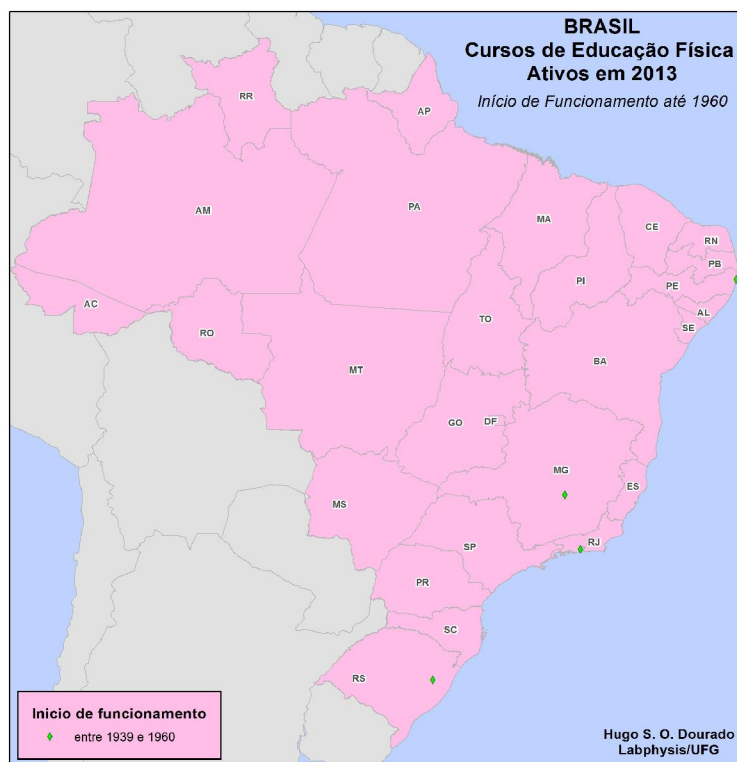 BRASIL
Cursos de Educação Física
Ativos em 2013
Início de Funcionamento até 1960
RR
AP
AM
PA
MA
CE
RN
PB
PE
PI
AL
SE
AC
RO
TO
BA
MT
GO
DF
MG
ES
MS
SP
RJ
PR
SC
RS
Inicio de funcionamento
entre 1939 e 1960
Hugo S. O. Dourado
Labphysis/UFG